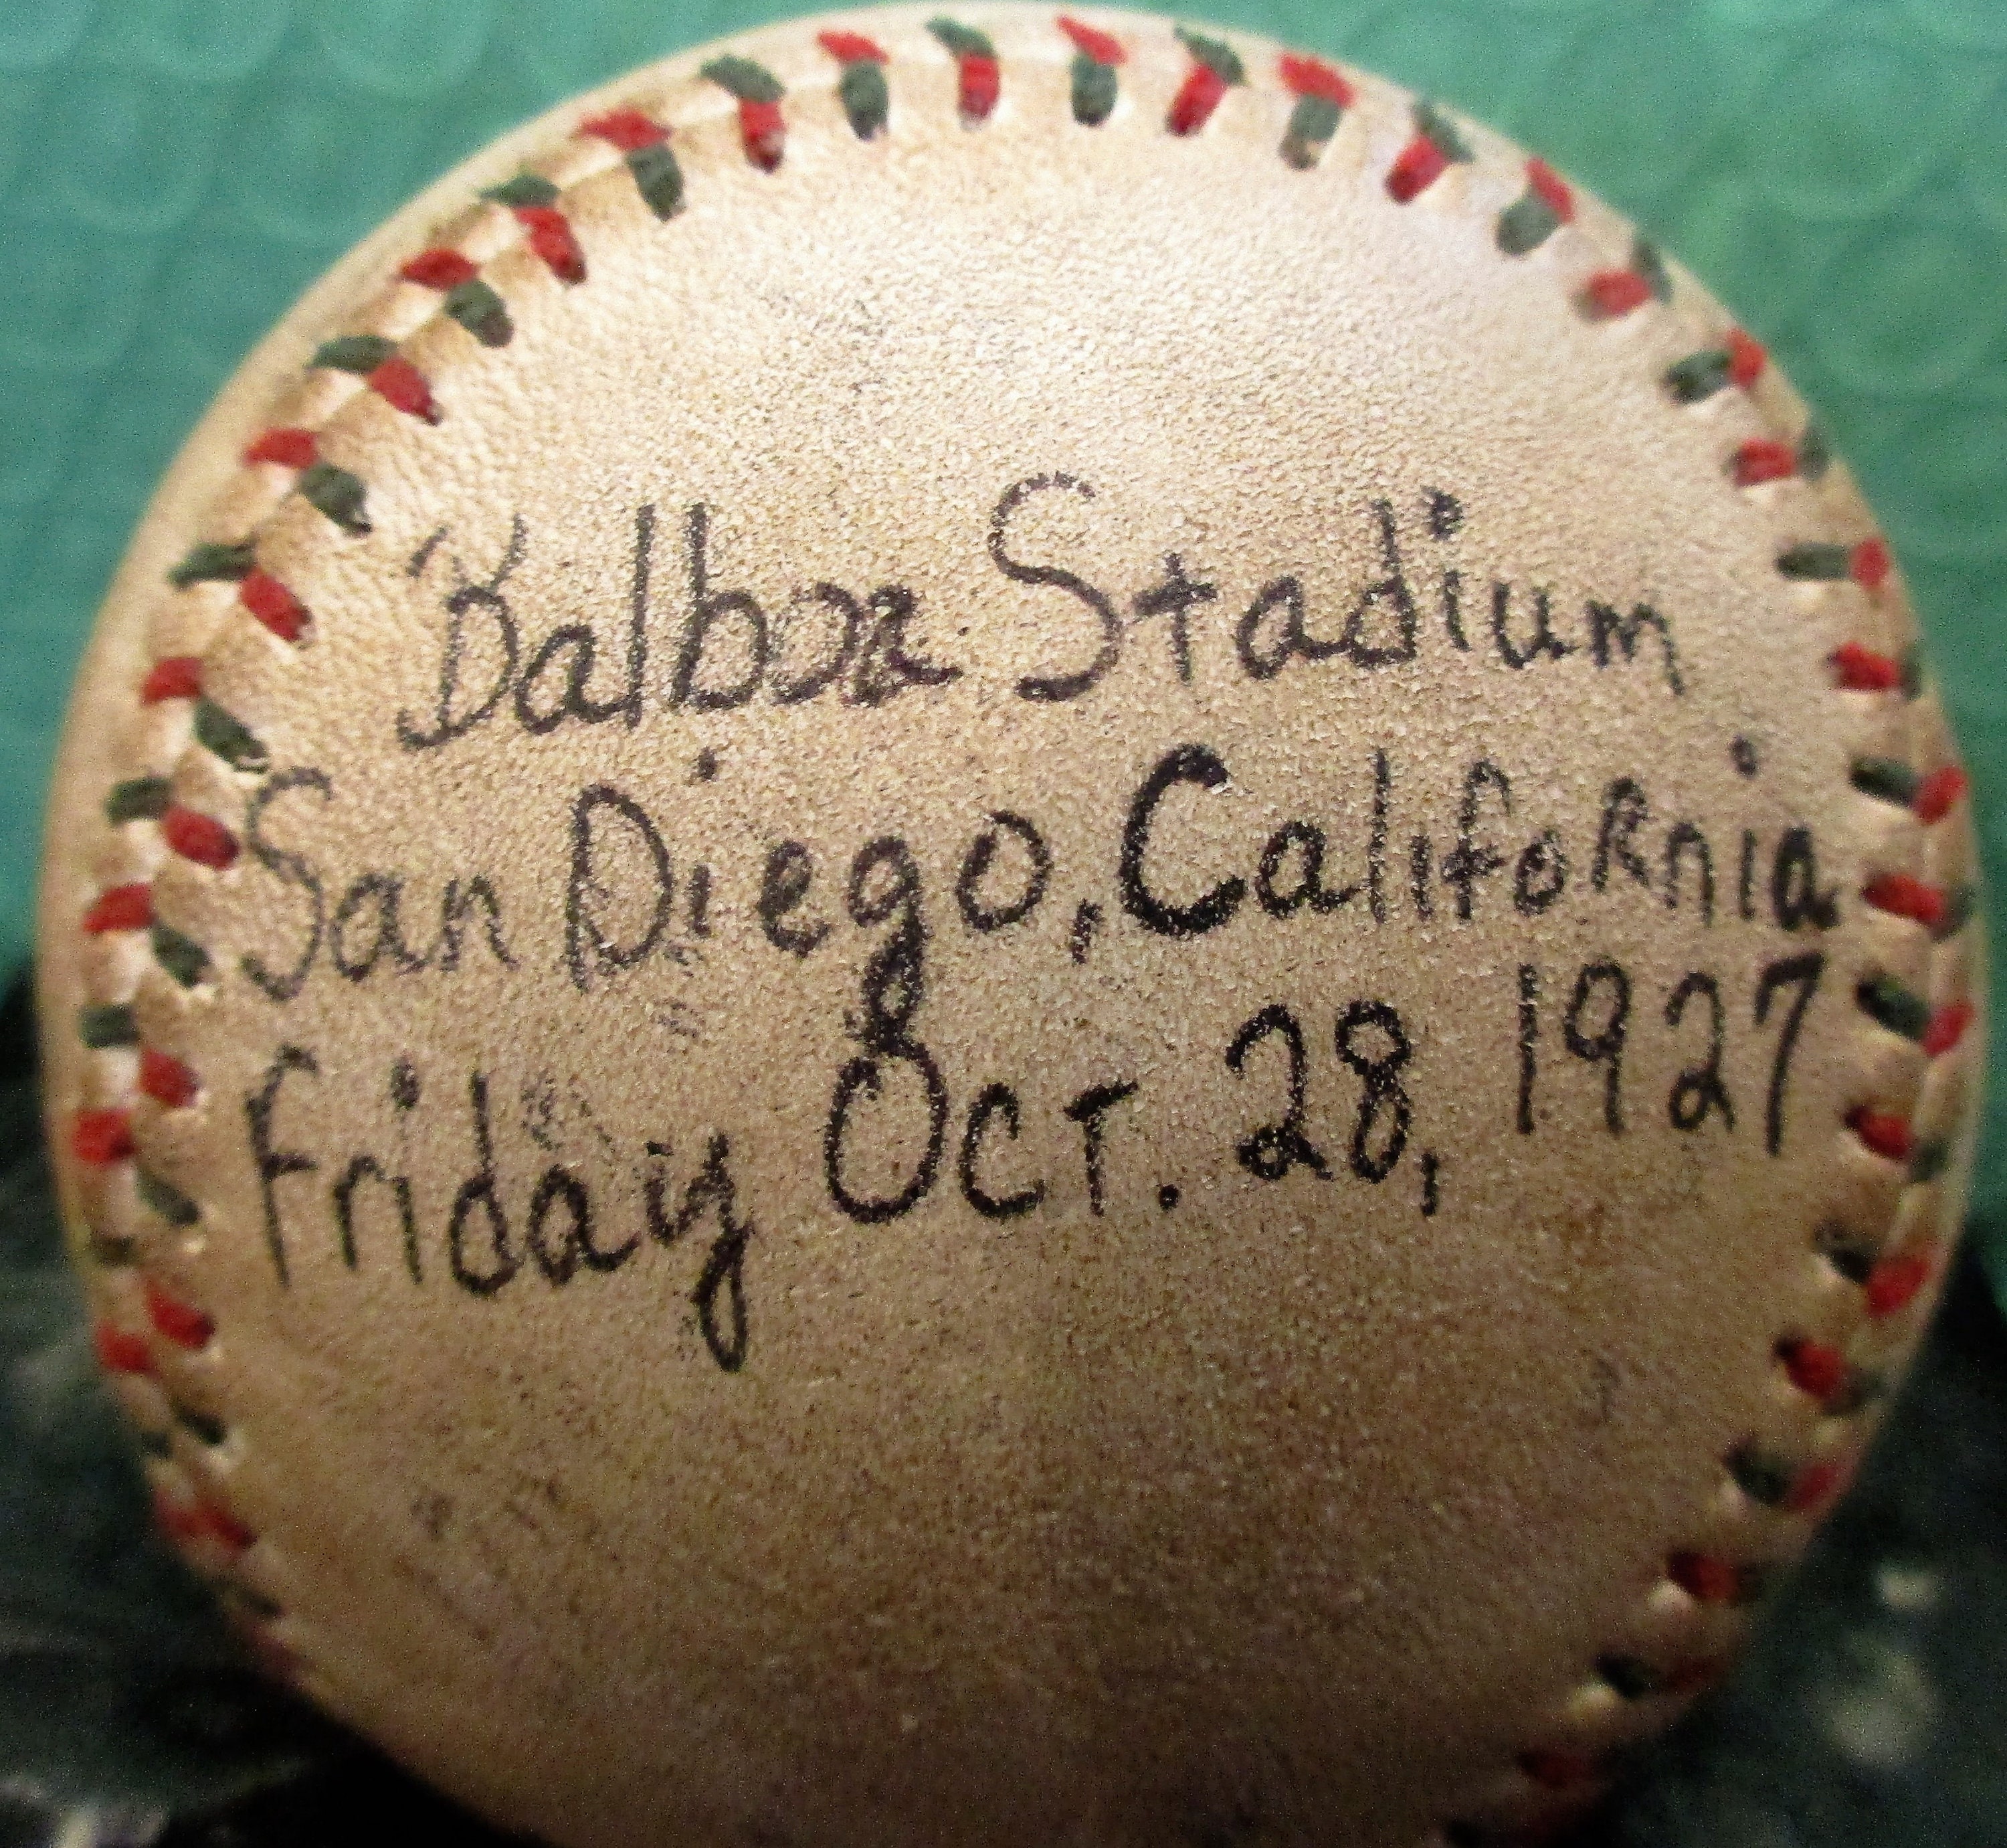 Balboa Stadium
San Diego, California
Friday Oct. 28, 1927